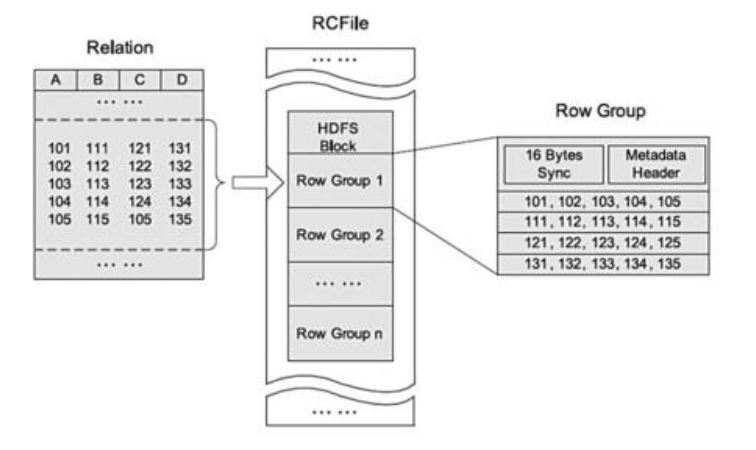 RCFile
Relation
A B C D
... ...
101 111 121 131
102 112 122 132
103 113 123 133
104 114 124 134
105 115 105 135
... ...
... ...
HDFS
Block
Row Group 1
Row Group 2
... ...
Row Group n
... ...
Row Group
16 Bytes
Sync
Metadata
Header
101, 102, 103, 104, 105
111, 112, 113, 114, 115
121, 122, 123, 124, 125
131, 132, 133, 134, 135